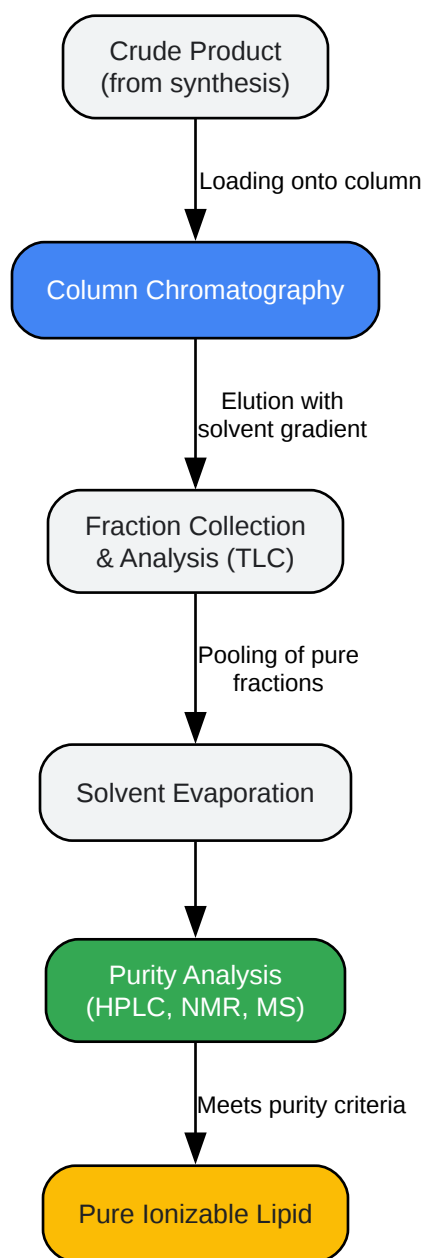 Crude Product
(from synthesis)
Loading onto column
Column Chromatography
Elution with
solvent gradient
Fraction Collection
& Analysis (TLC)
Pooling of pure
fractions
Solvent Evaporation
Purity Analysis
(HPLC, NMR, MS)
Meets purity criteria
Pure Ionizable Lipid